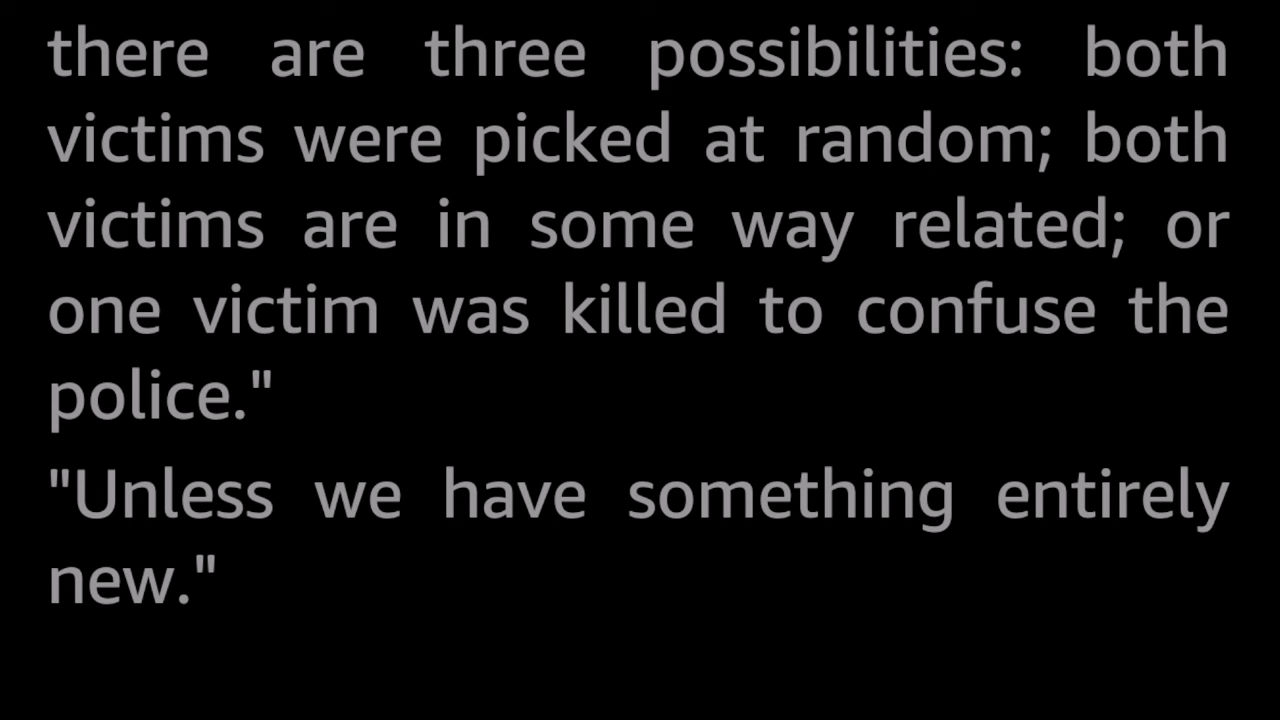 there are three possibilities: both
victims were picked at random; both
victims are in some way related; or
one victim was killed to confuse the
police."
"Unless we have something entirely
new."